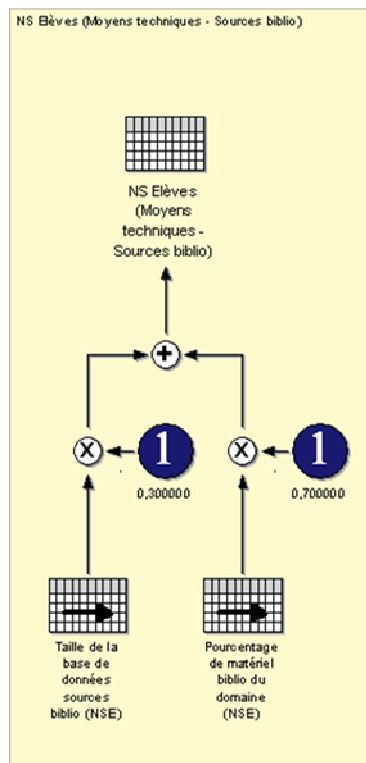 NS Elèves (Moyens techniques - Sources biblio)
NS Elèves
(Moyens
techniques -
Sources biblio)
+
X
1
X
1
0,300000
0,700000
Taille de la
base de
données
sources
biblio (NSE)
Pourcentage
de matériel
biblio du
domaine
(NSE)